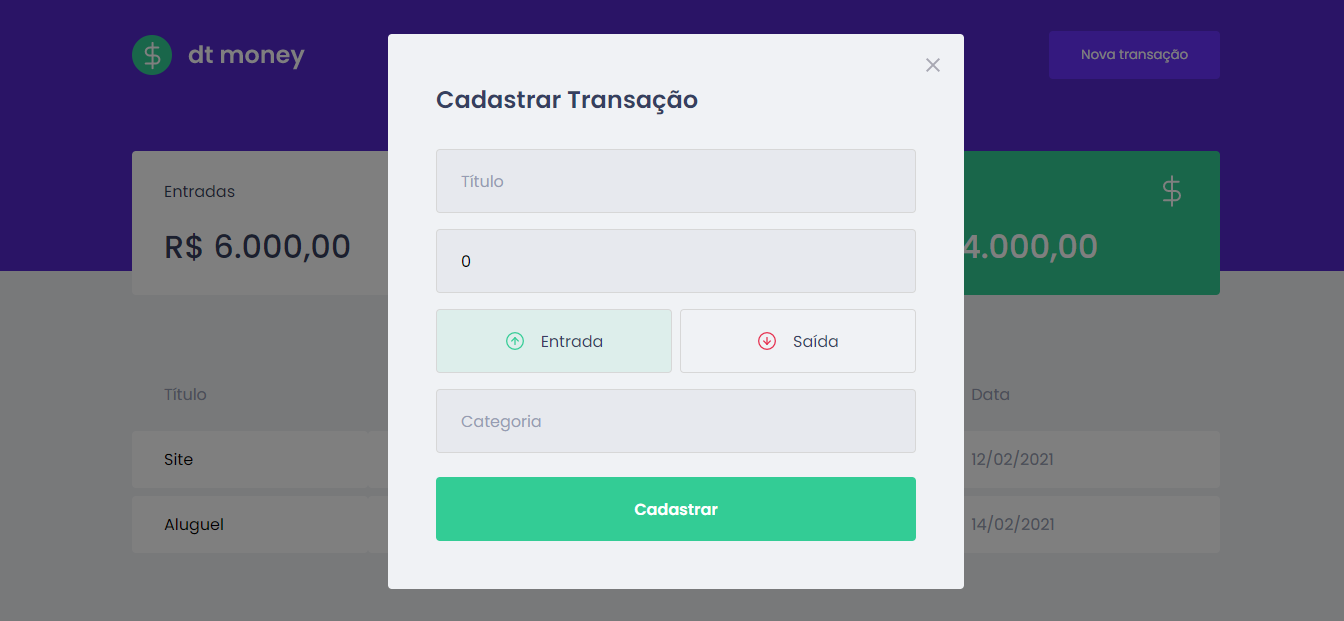 dt money
Nova transação
Entradas
R$ 6.000,00
4.000,00
Título
Data
Site
12/02/2021
Aluguel
14/02/2021
Cadastrar Transação
Título
0
Entrada
Saída
Categoria
Cadastrar